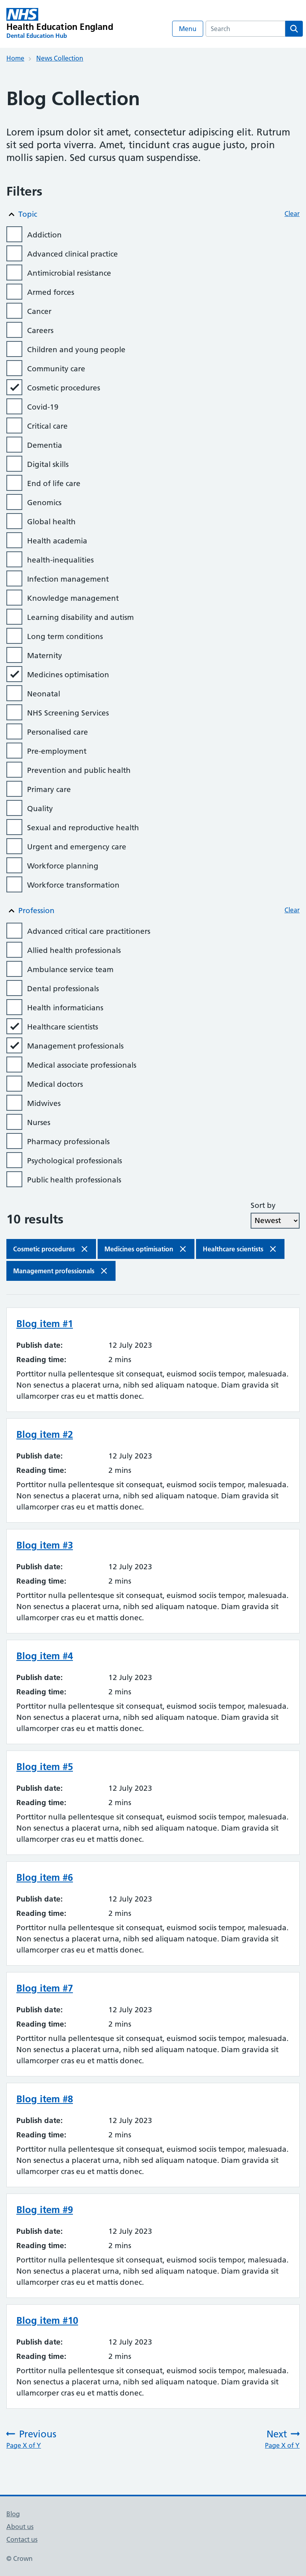 NHS
Health Education England
Dental Education Hub
Menu
Search
Home
News Collection
Blog Collection
Lorem ipsum dolor sit amet, consectetur adipiscing elit. Rutrum
sit sed porta viverra. Amet, tincidunt cras augue justo, proin
mollis sapien. Sed cursus quam suspendisse.
Filters
Topic
Clear
Addiction
Advanced clinical practice
Antimicrobial resistance
Armed forces
Cancer
Careers
Children and young people
Community care
Cosmetic procedures
Covid-19
Critical care
Dementia
Digital skills
End of life care
Genomics
Global health
Health academia
health-inequalities
Infection management
Knowledge management
Learning disability and autism
Long term conditions
Maternity
Medicines optimisation
Neonatal
NHS Screening Services
Personalised care
Pre-employment
Prevention and public health
Primary care
Quality
Sexual and reproductive health
Urgent and emergency care
Workforce planning
Workforce transformation
Profession
Clear
Advanced critical care practitioners
Allied health professionals
Ambulance service team
Dental professionals
Health informaticians
Healthcare scientists
Management professionals
Medical associate professionals
Medical doctors
Midwives
Nurses
Pharmacy professionals
Psychological professionals
Public health professionals
10 results
Sort by
Newest
Cosmetic procedures
Medicines optimisation
Healthcare scientists
Management professionals
Blog item #1
Publish date: 12 July 2023
Reading time: 2 mins
Porttitor nulla pellentesque sit consequat, euismod sociis tempor, malesuada.
Non senectus a placerat urna, nibh sed aliquam natoque. Diam gravida sit
ullamcorper cras eu et mattis donec.
Blog item #2
Publish date: 12 July 2023
Reading time: 2 mins
Porttitor nulla pellentesque sit consequat, euismod sociis tempor, malesuada.
Non senectus a placerat urna, nibh sed aliquam natoque. Diam gravida sit
ullamcorper cras eu et mattis donec.
Blog item #3
Publish date: 12 July 2023
Reading time: 2 mins
Porttitor nulla pellentesque sit consequat, euismod sociis tempor, malesuada.
Non senectus a placerat urna, nibh sed aliquam natoque. Diam gravida sit
ullamcorper cras eu et mattis donec.
Blog item #4
Publish date: 12 July 2023
Reading time: 2 mins
Porttitor nulla pellentesque sit consequat, euismod sociis tempor, malesuada.
Non senectus a placerat urna, nibh sed aliquam natoque. Diam gravida sit
ullamcorper cras eu et mattis donec.
Blog item #5
Publish date: 12 July 2023
Reading time: 2 mins
Porttitor nulla pellentesque sit consequat, euismod sociis tempor, malesuada.
Non senectus a placerat urna, nibh sed aliquam natoque. Diam gravida sit
ullamcorper cras eu et mattis donec.
Blog item #6
Publish date: 12 July 2023
Reading time: 2 mins
Porttitor nulla pellentesque sit consequat, euismod sociis tempor, malesuada.
Non senectus a placerat urna, nibh sed aliquam natoque. Diam gravida sit
ullamcorper cras eu et mattis donec.
Blog item #7
Publish date: 12 July 2023
Reading time: 2 mins
Porttitor nulla pellentesque sit consequat, euismod sociis tempor, malesuada.
Non senectus a placerat urna, nibh sed aliquam natoque. Diam gravida sit
ullamcorper cras eu et mattis donec.
Blog item #8
Publish date: 12 July 2023
Reading time: 2 mins
Porttitor nulla pellentesque sit consequat, euismod sociis tempor, malesuada.
Non senectus a placerat urna, nibh sed aliquam natoque. Diam gravida sit
ullamcorper cras eu et mattis donec.
Blog item #9
Publish date: 12 July 2023
Reading time: 2 mins
Porttitor nulla pellentesque sit consequat, euismod sociis tempor, malesuada.
Non senectus a placerat urna, nibh sed aliquam natoque. Diam gravida sit
ullamcorper cras eu et mattis donec.
Blog item #10
Publish date: 12 July 2023
Reading time: 2 mins
Porttitor nulla pellentesque sit consequat, euismod sociis tempor, malesuada.
Non senectus a placerat urna, nibh sed aliquam natoque. Diam gravida sit
ullamcorper cras eu et mattis donec.
Previous
Page X of Y
Next
Page X of Y
Blog
About us
Contact us
© Crown